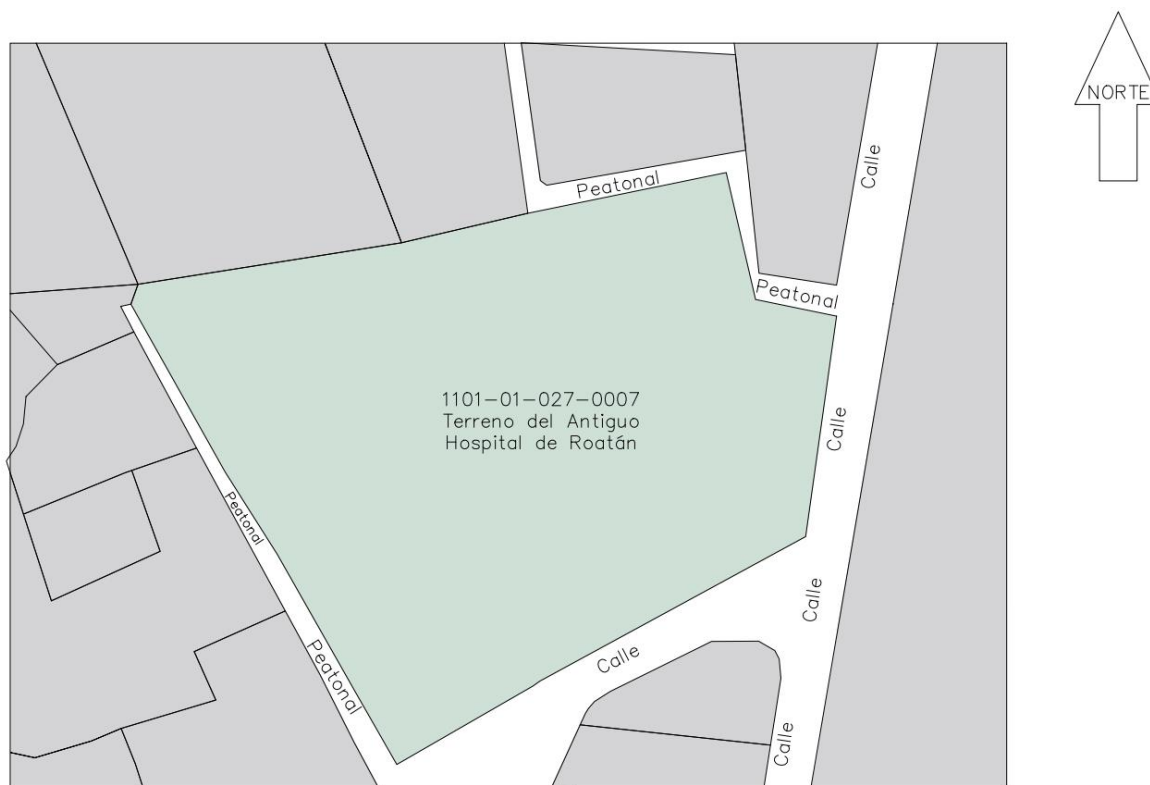 NORTE
Calle
Peatonal
Peatonal
1101-01-027-0007
Terreno del Antiguo
Hospital de Roatán
Calle
Peatonal
Calle
Calle
Peatonal
Calle